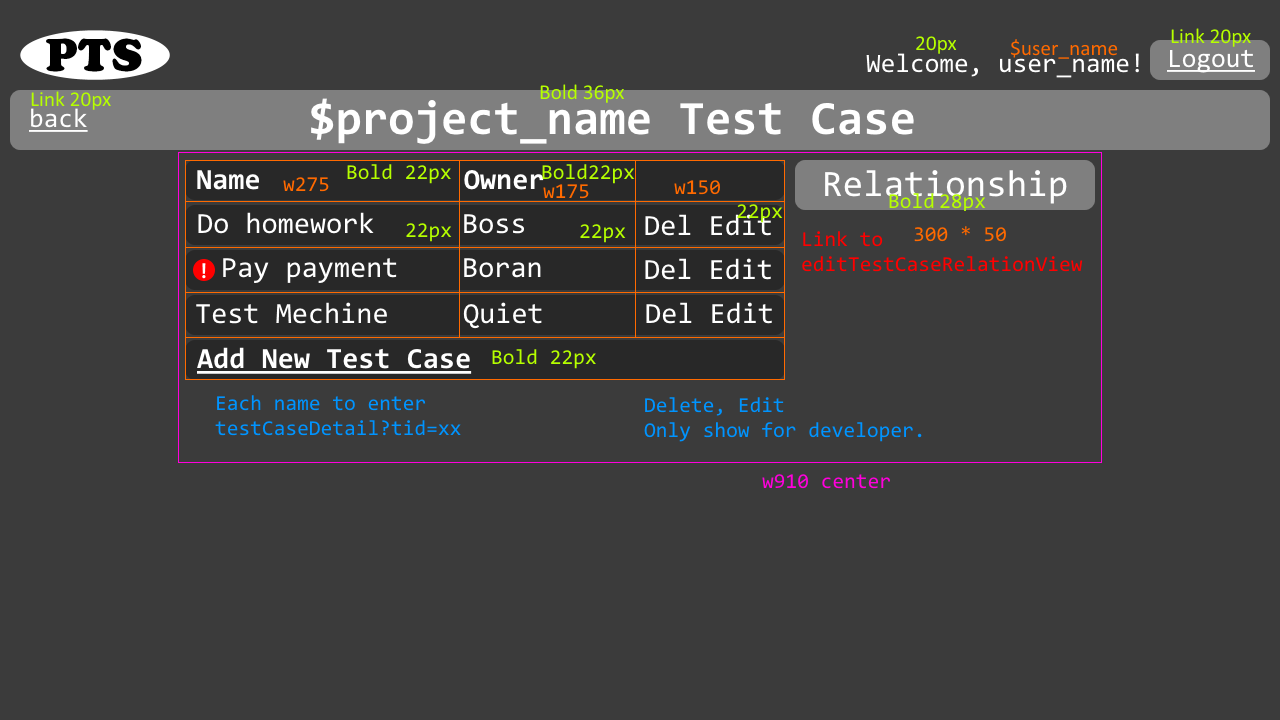 PTS
20px
$user_name
Link 20px
Welcome, user_name!
Logout
Link 20px
Bold 36px
back
$project_name Test Case
Name
w275
Bold 22px
Owner
Bold22px
w175
w150
Relationship
Bold 28px
Do homework
22px
Boss
22px
22px
Del Edit
Link to
300 * 50
editTestCaseRelationView
!
Pay payment
Boran
Del Edit
Test Mechine
Quiet
Del Edit
Add New Test Case
Bold 22px
Each name to enter
testCaseDetail?tid=xx
Delete, Edit
Only show for developer.
w910 center